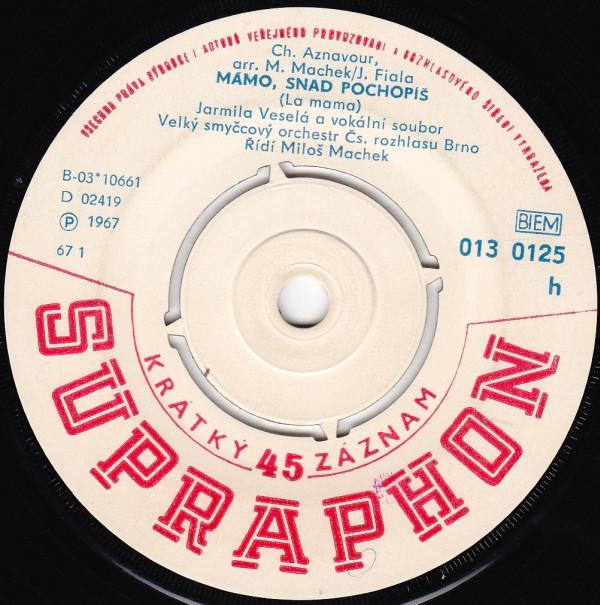 VŠECHNA PRÁVA VÝROBCE I AUTORŮ VEŘEJNÉHO PROVOZOVÁNÍ A ROZHLASOVÉHO ŠÍŘENÍ VYHRAZENA
Ch. Aznavour,
arr. M. Machek/J. Fiala
MÁMO, SNAD POCHOPÍŠ
(La mama)
Jarmila Veselá a vokální soubor
Velký smyčcový orchestr Čs. rozhlasu Brno
Řídí Miloš Machek
B-03*10661
D 02419
Ⓟ 1967
67 1
BIEM
013 0125
h
KRÁTKÝ 45 ZÁZNAM
SUPRAPHON